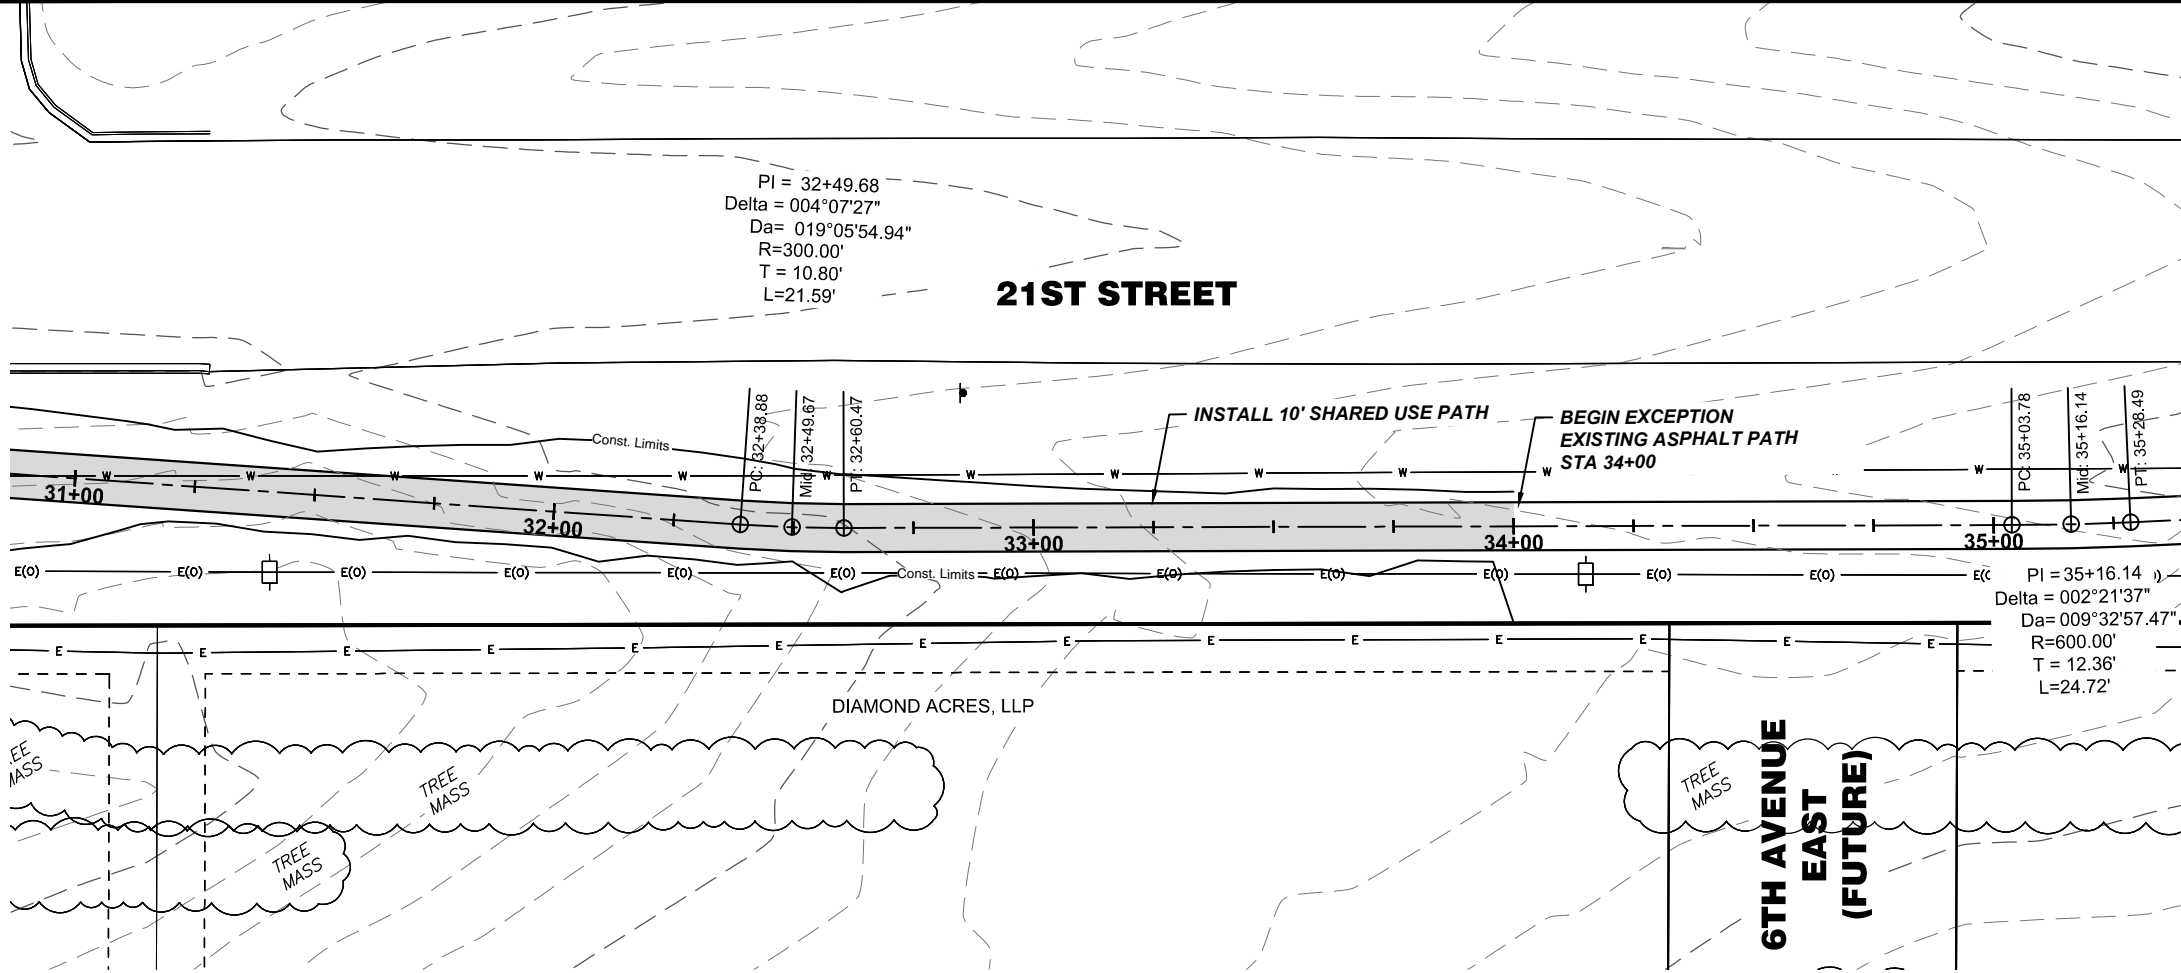 PI = 32+49.68
Delta = 004°07'27"
Da= 019°05'54.94"
R=300.00'
T = 10.80'
L=21.59'
21ST STREET
INSTALL 10' SHARED USE PATH
BEGIN EXCEPTION
EXISTING ASPHALT PATH
STA 34+00
Const. Limits
PC: 32+38.88
Mid: 32+49.67
PT: 32+60.47
PC: 35+03.78
Mid: 35+16.14
PT: 35+28.49
W W W W W W W W W W W W W
31+00
32+00
33+00
34+00
35+00
E(O) E(O) E(O) E(O) E(O) E(O) Const. Limits E(O) E(O) E(O) E(O) E(O) E(O)
PI =35+16.14
Delta = 002°21'37"
Da= 009°32'57.47"
R=600.00'
T = 12.36'
L=24.72'
E E E E E E E E E E E E E E
DIAMOND ACRES, LLP
TREE
MASS
TREE
MASS
TREE
MASS
6TH AVENUE
EAST
(FUTURE)